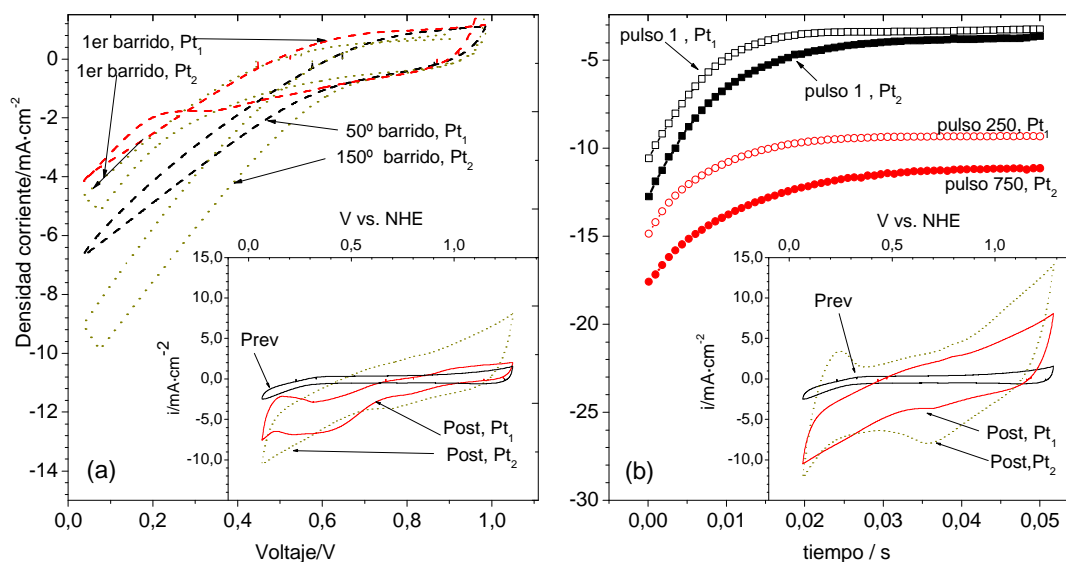 1er barrido, Pt1
1er barrido, Pt2
50º barrido, Pt1
150º barrido, Pt2
Densidad corriente/mA·cm-2
0
-2
-4
-6
-8
-10
-12
-14
0,0 0,2 0,4 0,6 0,8 1,0
Voltaje/V
(a)
V vs. NHE
0,0 0,5 1,0
15,0
10,0
5,0
0,0
-5,0
-10,0
i/mA·cm-2
Prev
Post, Pt1
Post, Pt2
pulso 1 , Pt1
pulso 1 , Pt2
pulso 250, Pt1
pulso 750, Pt2
-5
-10
-15
-20
-25
-30
0,00 0,01 0,02 0,03 0,04 0,05
tiempo / s
(b)
V vs. NHE
0,0 0,5 1,0
15,0
10,0
5,0
0,0
-5,0
-10,0
i/mA·cm-2
Prev
Post, Pt1
Post,Pt2